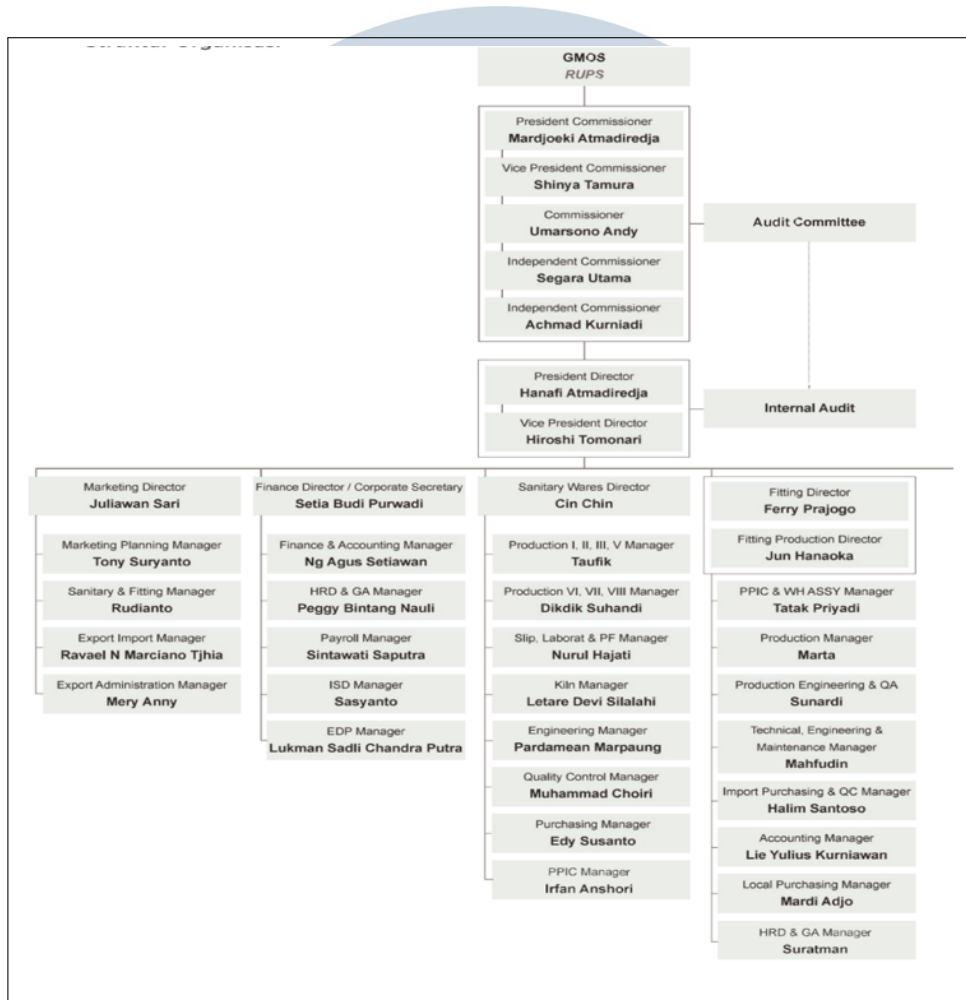 GMOS
RUPS
President Commissioner
Mardjoeki Atmadiredja
Vice President Commissioner
Shinya Tamura
Commissioner
Umarsono Andy
Independent Commissioner
Segara Utama
Independent Commissioner
Achmad Kurniadi
Audit Committee
President Director
Hanafi Atmadiredja
Vice President Director
Hiroshi Tomonari
Internal Audit
Marketing Director
Juliawan Sari
Marketing Planning Manager
Tony Suryanto
Sanitary & Fitting Manager
Rudianto
Export Import Manager
Ravael N Marciano Tjhia
Export Administration Manager
Mery Anny
Finance Director / Corporate Secretary
Setia Budi Purwadi
Finance & Accounting Manager
Ng Agus Setiawan
HRD & GA Manager
Peggy Bintang Nauli
Payroll Manager
Sintawati Saputra
ISD Manager
Sasyanto
EDP Manager
Lukman Sadli Chandra Putra
Sanitary Wares Director
Cin Chin
Production I, II, III, V Manager
Taufik
Production VI, VII, VIII Manager
Dikdik Suhandi
Slip, Laborat & PF Manager
Nurul Hajati
Kiln Manager
Letare Devi Silalahi
Engineering Manager
Pardamean Marpaung
Quality Control Manager
Muhammad Choiri
Purchasing Manager
Edy Susanto
PPIC Manager
Irfan Anshori
Fitting Director
Ferry Prajogo
Fitting Production Director
Jun Hanaoka
PPIC & WH ASSY Manager
Tatak Priyadi
Production Manager
Marta
Production Engineering & QA
Sunardi
Technical, Engineering &
Maintenance Manager
Mahfudin
Import Purchasing & QC Manager
Halim Santoso
Accounting Manager
Lie Yulius Kurniawan
Local Purchasing Manager
Mardi Adjo
HRD & GA Manager
Suratman